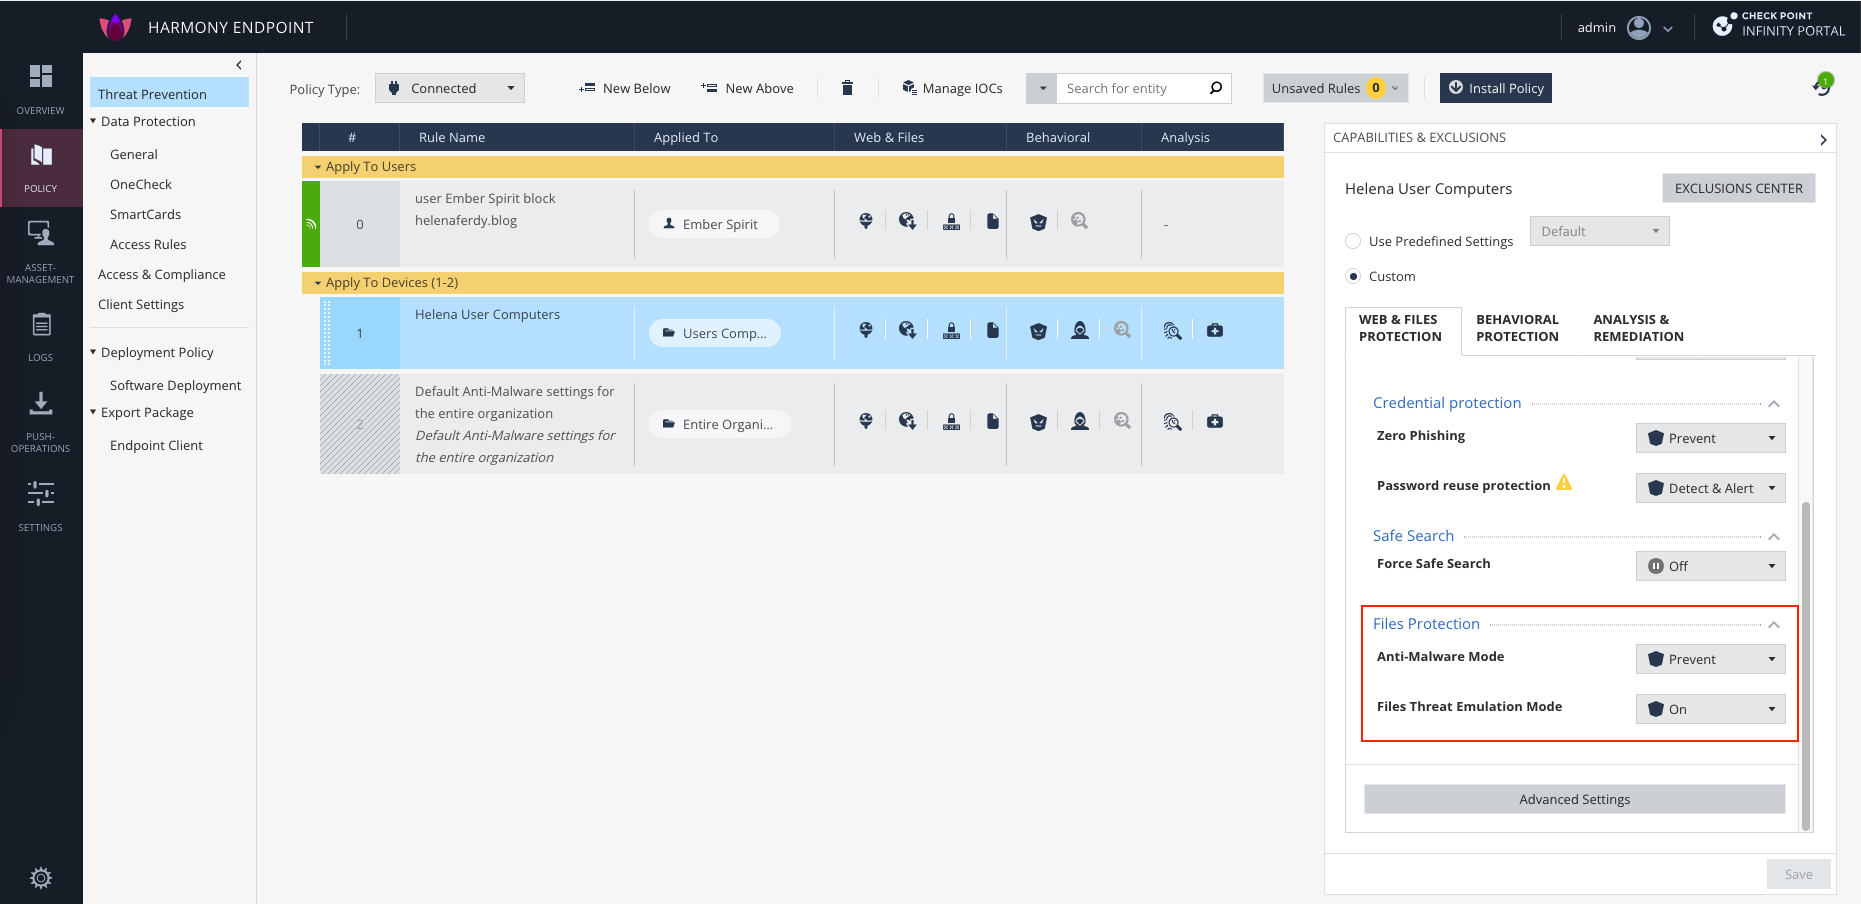 HARMONY ENDPOINT
admin
CHECK POINT
INFINITY PORTAL
OVERVIEW
POLICY
ASSET-
MANAGEMENT
LOGS
PUSH-
OPERATIONS
SETTINGS
Threat Prevention
Data Protection
General
OneCheck
SmartCards
Access Rules
Access & Compliance
Client Settings
Deployment Policy
Software Deployment
Export Package
Endpoint Client
Policy Type: Connected New Below New Above Manage IOCs Search for entity Unsaved Rules 0 Install Policy 1
# Rule Name Applied To Web & Files Behavioral Analysis
Apply To Users
0
user Ember Spirit block
helenaferdy.blog
Ember Spirit
-
Apply To Devices (1-2)
1
Helena User Computers
Users Comp...
2
Default Anti-Malware settings for
the entire organization
Default Anti-Malware settings for
the entire organization
Entire Organi...
CAPABILITIES & EXCLUSIONS
Helena User Computers
EXCLUSIONS CENTER
Use Predefined Settings
Default
Custom
WEB & FILES
PROTECTION
BEHAVIORAL
PROTECTION
ANALYSIS &
REMEDIATION
Credential protection
Zero Phishing
Prevent
Password reuse protection
Detect & Alert
Safe Search
Force Safe Search
Off
Files Protection
Anti-Malware Mode
Prevent
Files Threat Emulation Mode
On
Advanced Settings
Save